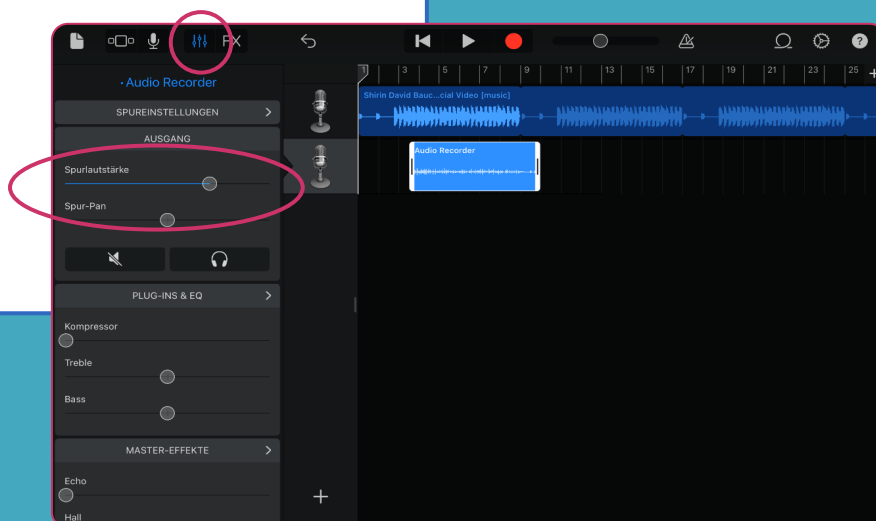 FX
1 3 5 7 9 11 13 15 17 19 21 23 25 +
• Audio Recorder
Shirin David Bauc...cial Video [music]
SPUREINSTELLUNGEN
AUSGANG
Audio Recorder
Spurlautstärke
Spur-Pan
PLUG-INS & EQ
Kompressor
Treble
Bass
MASTER-EFFEKTE
Echo
Hall